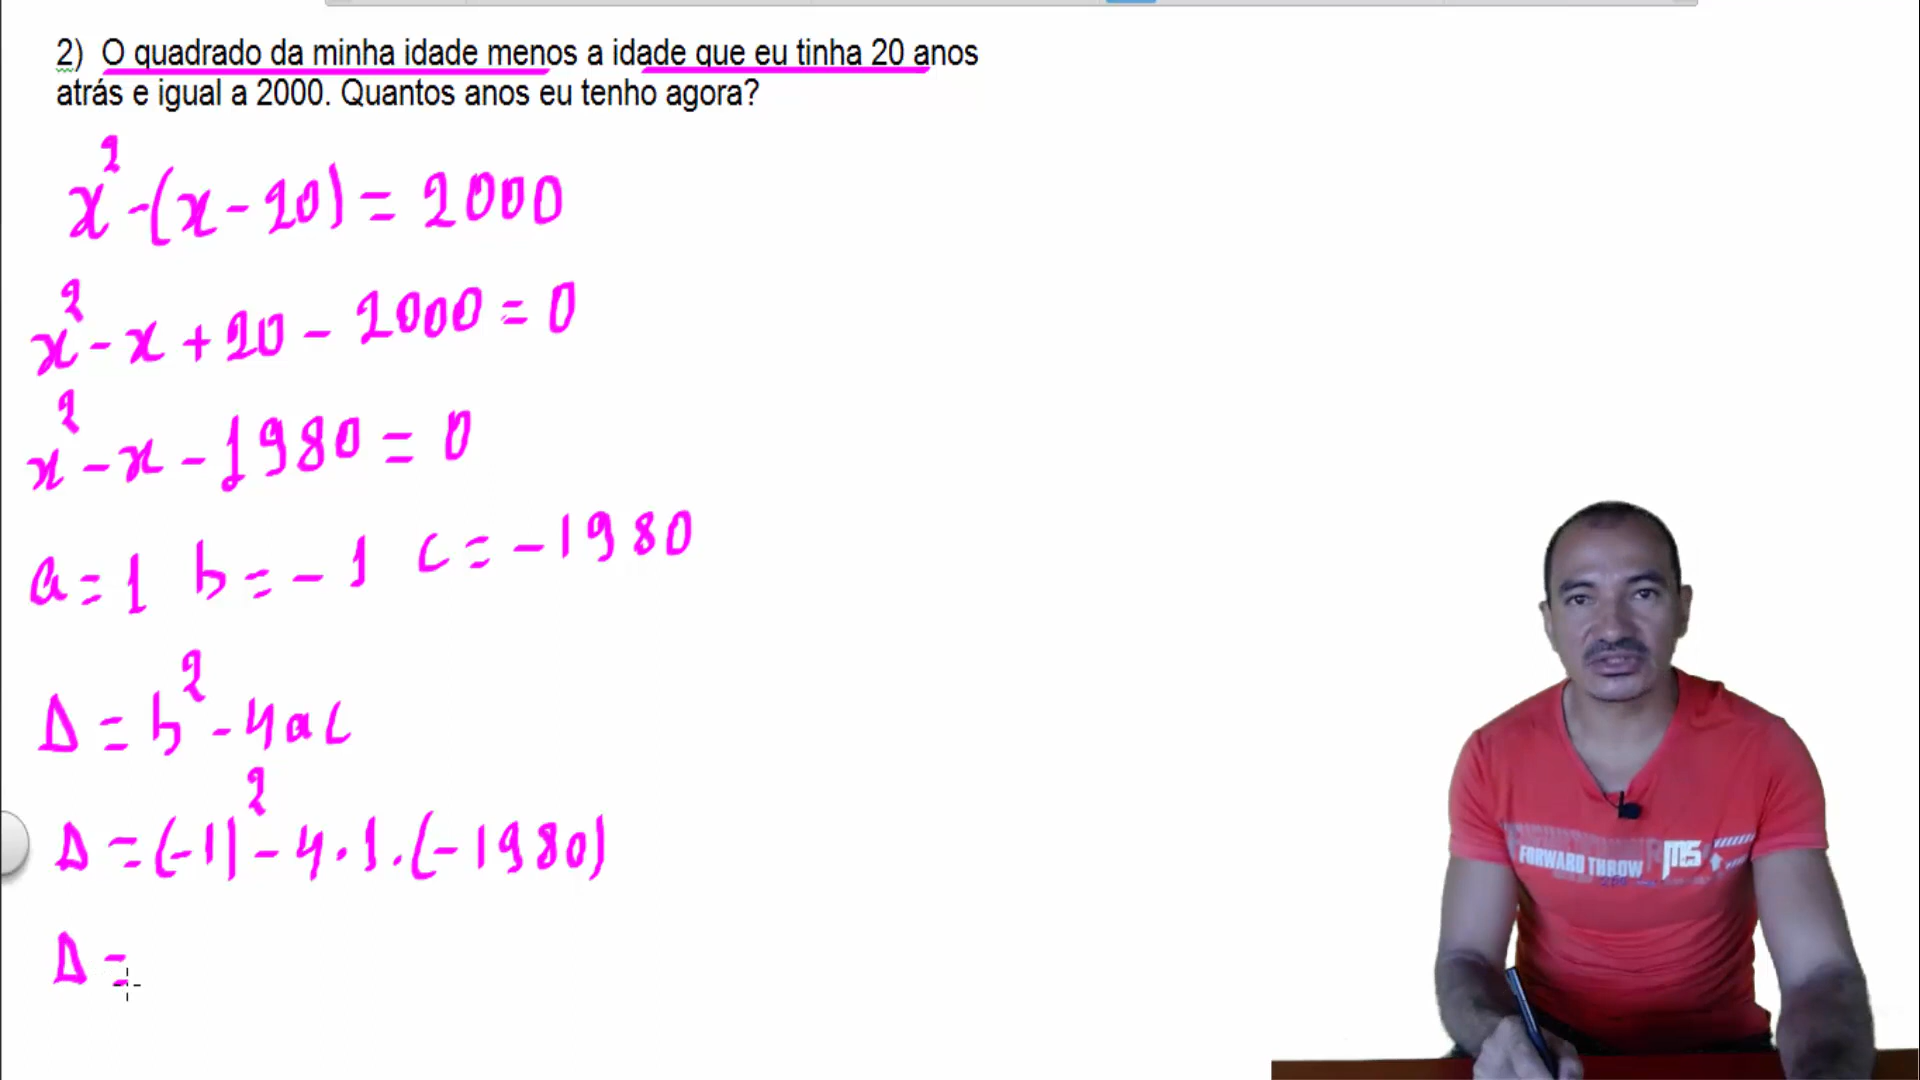 2) O quadrado da minha idade menos a idade que eu tinha 20 anos
atrás e igual a 2000. Quantos anos eu tenho agora?
x² -(x - 20) = 2000
x² - x + 20 - 2000 = 0
x² - x - 1980 = 0
a = 1 b = - 1 c = - 1980
Δ = b² - 4ac
Δ = (-1)² - 4 · 1 · (- 1980)
Δ =
FORWARD THROW
MS